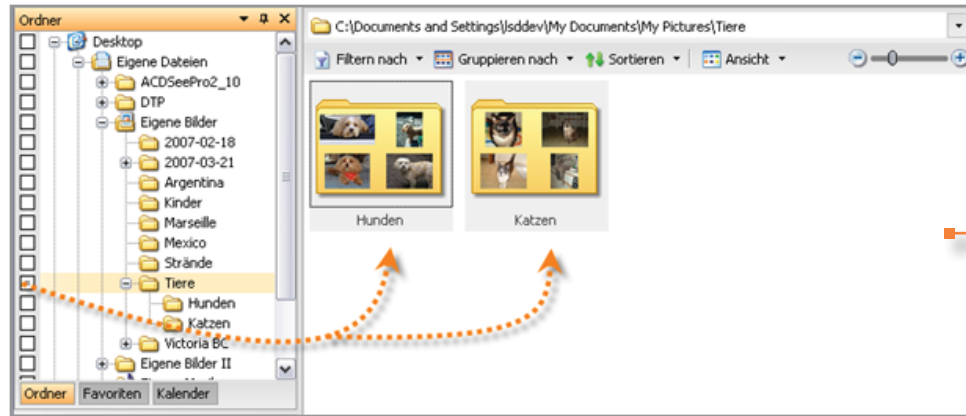 Ordner
Desktop
Eigene Dateien
ACDSeePro2_10
DTP
Eigene Bilder
2007-02-18
2007-03-21
Argentina
Kinder
Marseille
Mexico
Strände
Tiere
Hunden
Katzen
Victoria BC
Eigene Bilder II
Ordner Favoriten Kalender
C:\Documents and Settings\lsddev\My Documents\My Pictures\Tiere
Filtern nach Gruppieren nach Sortieren Ansicht
Hunden Katzen